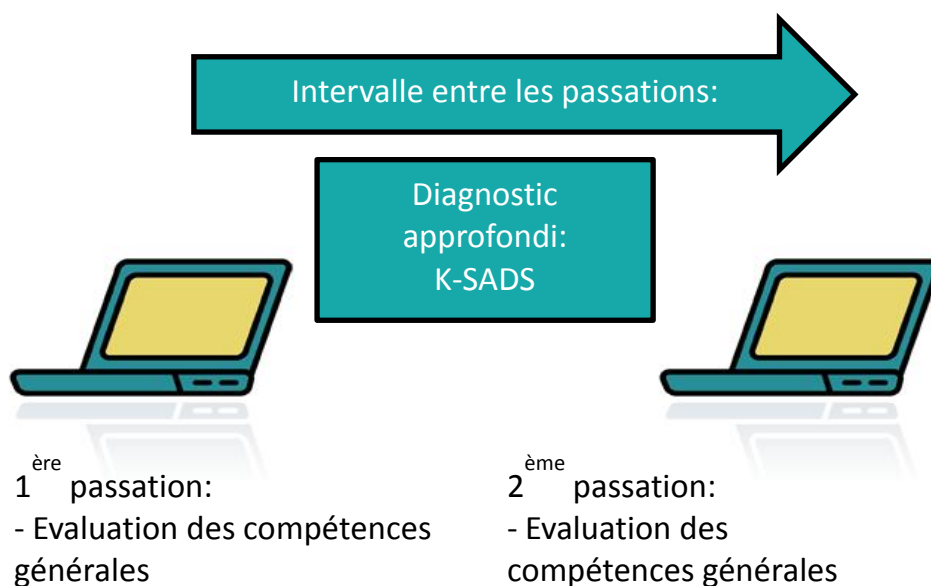 Intervalle entre les passations:
Diagnostic
approfondi:
K-SADS
1ère passation:
- Evaluation des compétences
générales
2ème passation:
- Evaluation des
compétences générales